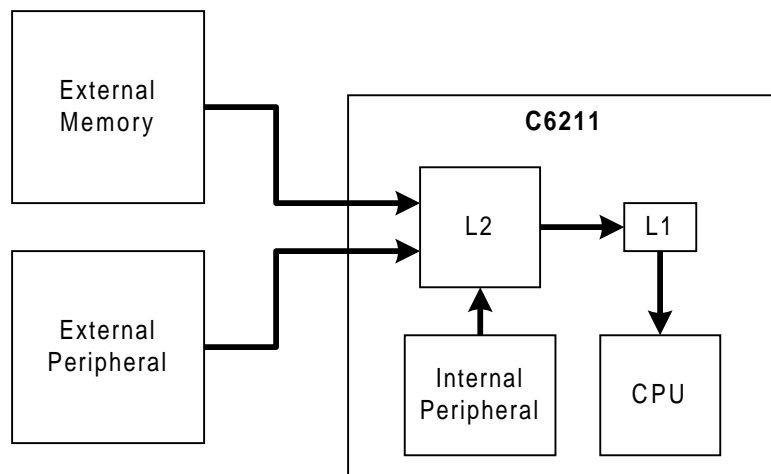 External
Memory
C6211
L2
L1
External
Peripheral
Internal
Peripheral
CPU